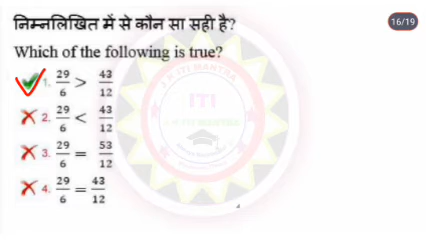 निम्नलिखित में से कौन सा सही है?
16/19
Which of the following is true?
1. 29/6 > 43/12
2. 29/6 < 43/12
3. 29/6 = 53/12
4. 29/6 = 43/12
ITI